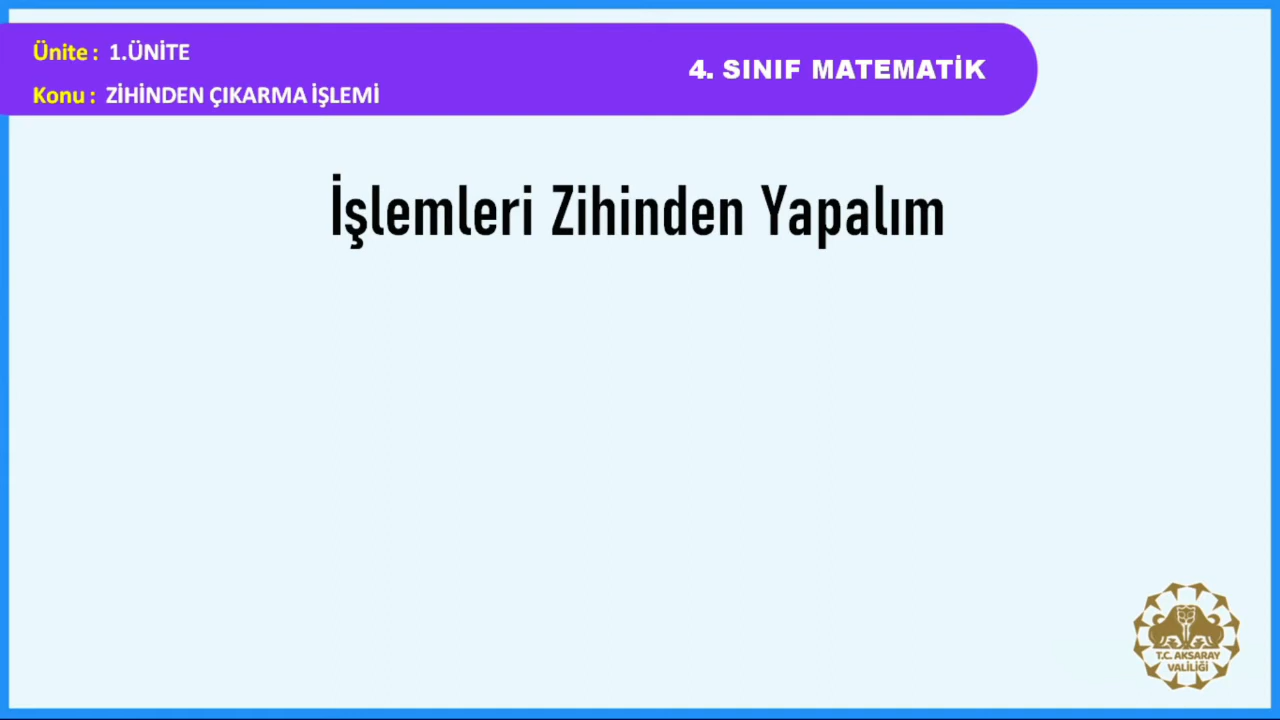 Ünite : 1.ÜNİTE
4. SINIF MATEMATİK
Konu : ZİHİNDEN ÇIKARMA İŞLEMİ
İşlemleri Zihinden Yapalım
T.C. AKSARAY
VALİLİĞİ